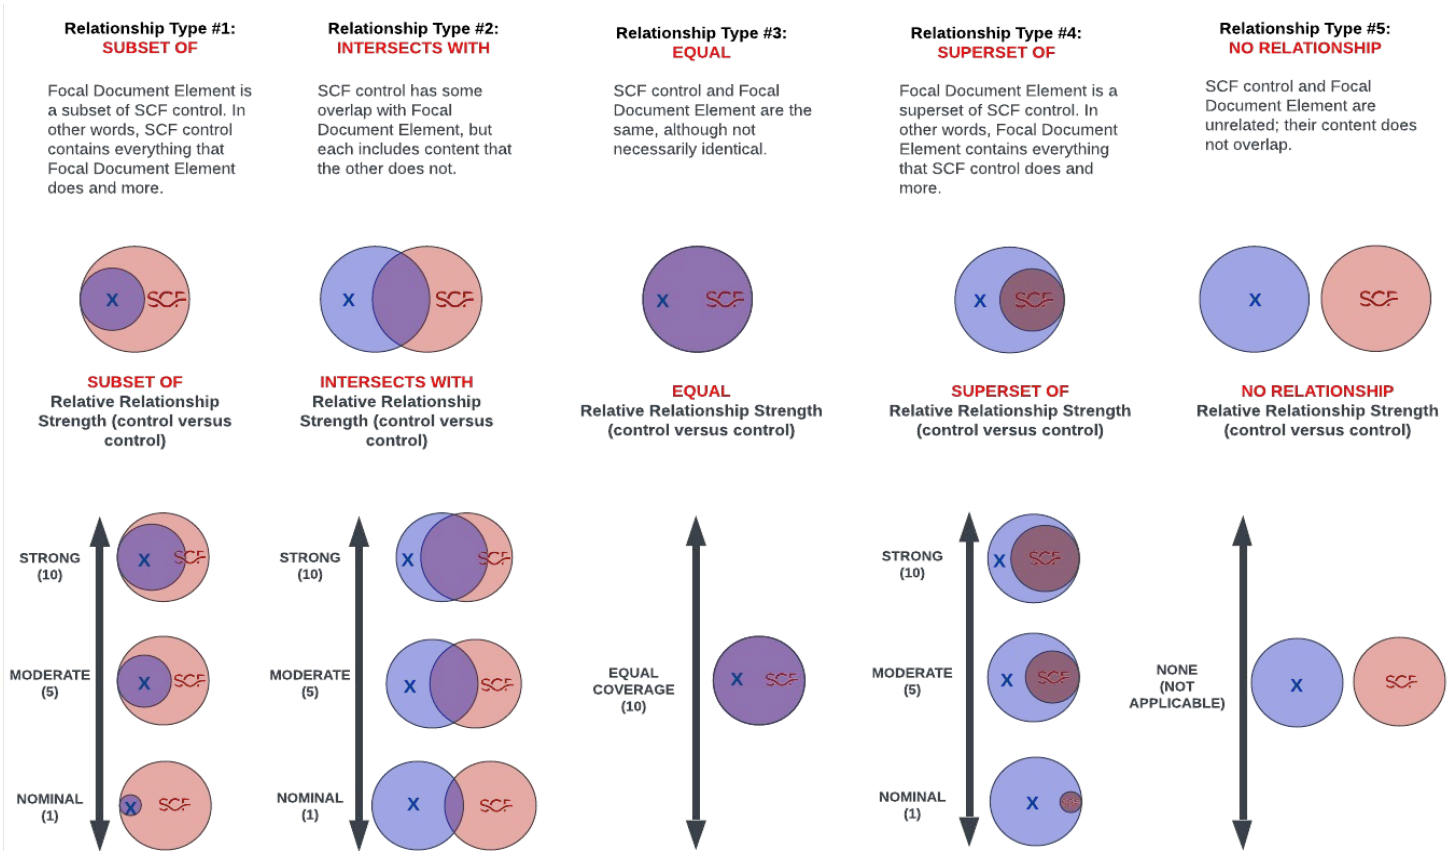 Relationship Type #1:
SUBSET OF
Focal Document Element is
a subset of SCF control. In
other words, SCF control
contains everything that
Focal Document Element
does and more.
X
SCF
SUBSET OF
Relative Relationship
Strength (control versus
control)
STRONG
(10)
X
SCF
MODERATE
(5)
X
SCF
NOMINAL
(1)
X
SCF
Relationship Type #2:
INTERSECTS WITH
SCF control has some
overlap with Focal
Document Element, but
each includes content that
the other does not.
X
SCF
INTERSECTS WITH
Relative Relationship
Strength (control versus
control)
STRONG
(10)
X
SCF
MODERATE
(5)
X
SCF
NOMINAL
(1)
X
SCF
Relationship Type #3:
EQUAL
SCF control and Focal
Document Element are the
same, although not
necessarily identical.
X
SCF
EQUAL
Relative Relationship Strength
(control versus control)
EQUAL
COVERAGE
(10)
X
SCF
Relationship Type #4:
SUPERSET OF
Focal Document Element is a
superset of SCF control. In
other words, Focal Document
Element contains everything
that SCF control does and
more.
X
SCF
SUPERSET OF
Relative Relationship Strength
(control versus control)
STRONG
(10)
X
SCF
MODERATE
(5)
X
SCF
NOMINAL
(1)
X
SCF
Relationship Type #5:
NO RELATIONSHIP
SCF control and Focal
Document Element are
unrelated; their content does
not overlap.
X
SCF
NO RELATIONSHIP
Relative Relationship Strength
(control versus control)
NONE
(NOT
APPLICABLE)
X
SCF